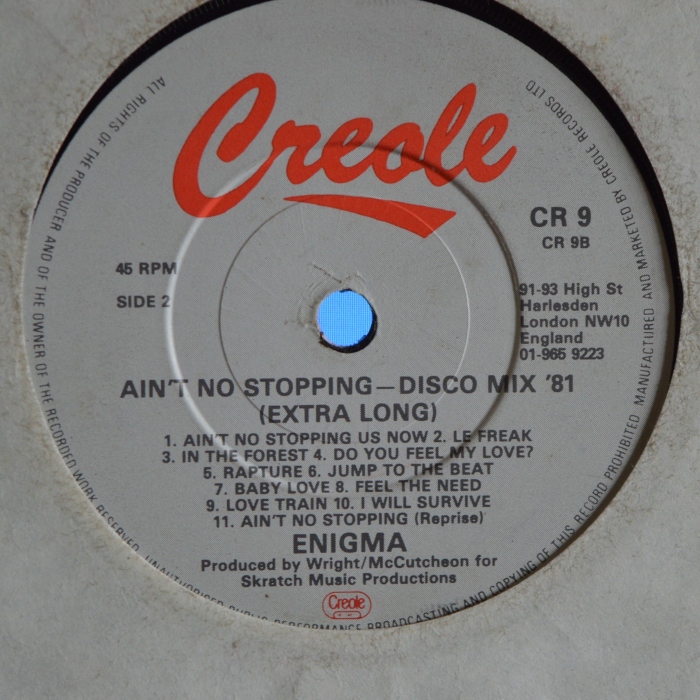 Creole
CR 9
CR 9B
45 RPM
SIDE 2
91-93 High St
Harlesden
London NW10
England
01-965 9223
AIN'T NO STOPPING—DISCO MIX '81
(EXTRA LONG)
1. AIN'T NO STOPPING US NOW 2. LE FREAK
3. IN THE FOREST 4. DO YOU FEEL MY LOVE?
5. RAPTURE 6. JUMP TO THE BEAT
7. BABY LOVE 8. FEEL THE NEED
9. LOVE TRAIN 10. I WILL SURVIVE
11. AIN'T NO STOPPING (Reprise)
ENIGMA
Produced by Wright/McCutcheon for
Skratch Music Productions
Creole
ALL RIGHTS OF THE PRODUCER AND OF THE OWNER OF THE RECORDED WORK RESERVED. UNAUTHORISED PUBLIC PERFORMANCE BROADCASTING AND COPYING OF THIS RECORD PROHIBITED MANUFACTURED AND MARKETED BY CREOLE RECORDS LTD